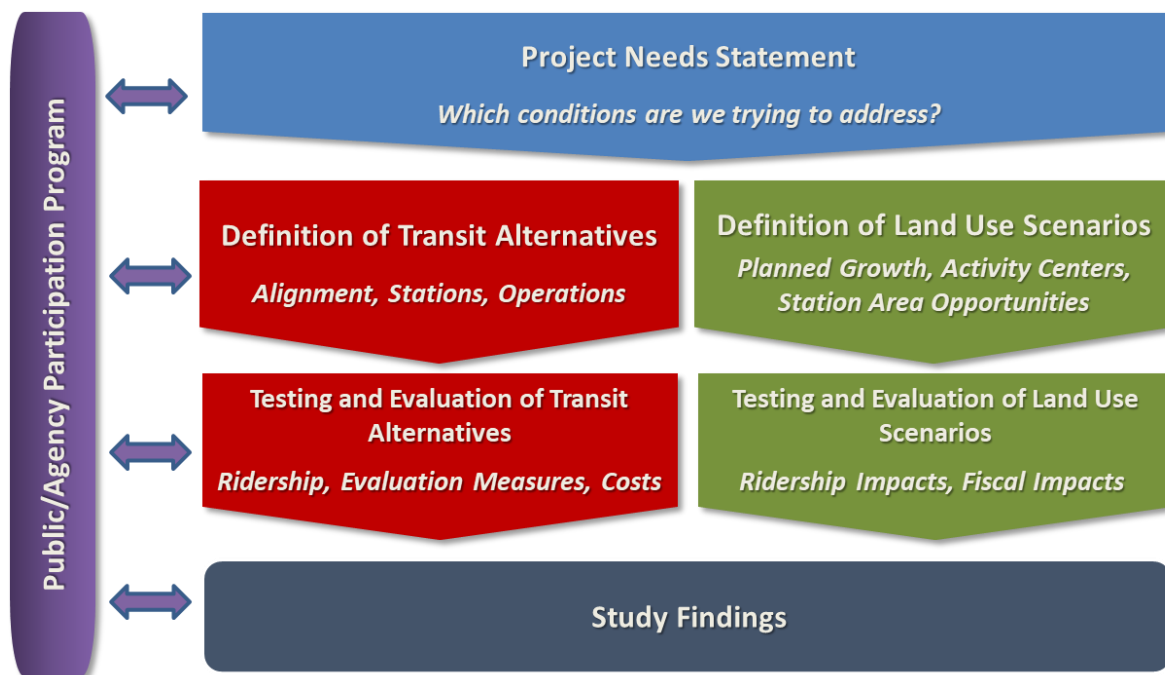 Public/Agency Participation Program
Project Needs Statement
Which conditions are we trying to address?
Definition of Transit Alternatives
Alignment, Stations, Operations
Definition of Land Use Scenarios
Planned Growth, Activity Centers,
Station Area Opportunities
Testing and Evaluation of Transit
Alternatives
Ridership, Evaluation Measures, Costs
Testing and Evaluation of Land Use
Scenarios
Ridership Impacts, Fiscal Impacts
Study Findings